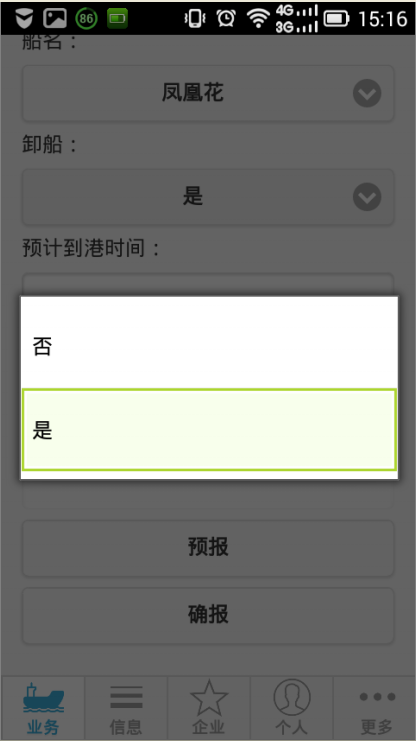 86
4G
3G
15:16
船名：
凤凰花
卸船：
是
预计到港时间：
否
是
预报
确报
业务
信息
企业
个人
更多